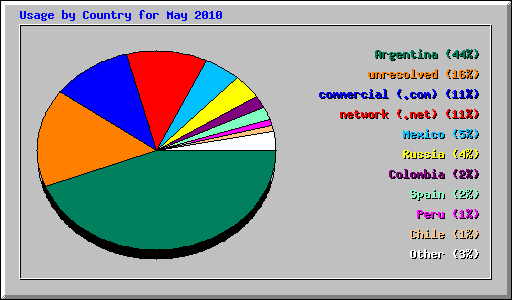 Usage by Country for May 2010
Argentina (44%)
unresolved (16%)
commercial (.com) (11%)
network (.net) (11%)
Mexico (5%)
Russia (4%)
Colombia (2%)
Spain (2%)
Peru (1%)
Chile (1%)
Other (3%)